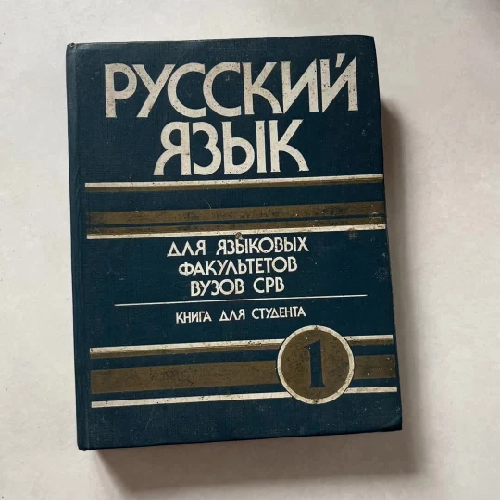 РУССКИЙ
ЯЗЫК
ДЛЯ ЯЗЫКОВЫХ
ФАКУЛЬТЕТОВ
ВУЗОВ СРВ
КНИГА ДЛЯ СТУДЕНТА
1